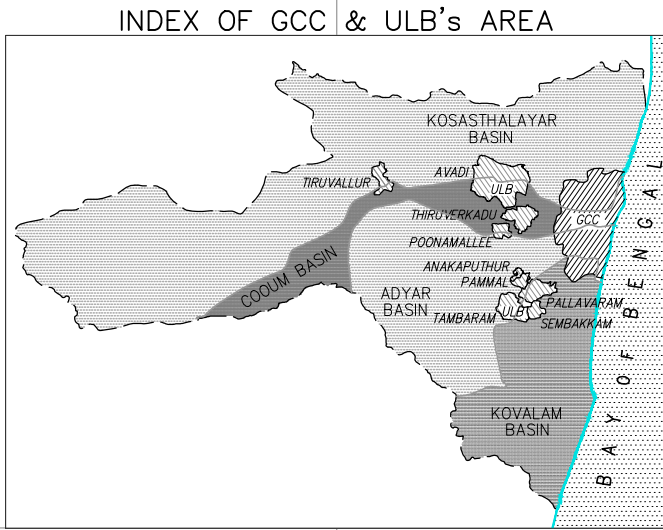 INDEX OF GCC & ULB's AREA
KOSASTHALAYAR
BASIN
AVADI
TIRUVALLUR
ULB
THIRUVERKADU
GCC
POONAMALLEE
ANAKAPUTHUR
PAMMAL
COOUM BASIN
ADYAR
BASIN
PALLAVARAM
TAMBARAM
ULB
SEMBAKKAM
KOVALAM
BASIN
BAY OF BENGAL